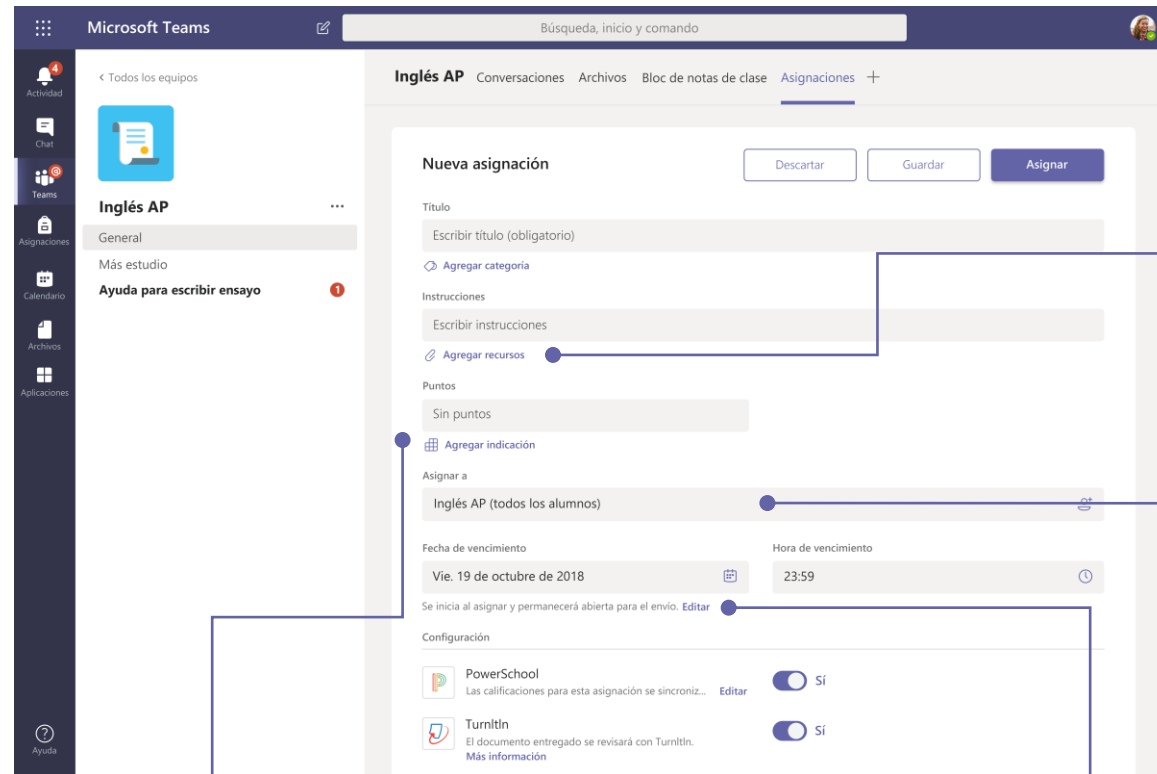 Microsoft Teams
Búsqueda, inicio y comando
4
Actividad
Chat
Teams
Asignaciones
Calendario
Archivos
Aplicaciones
Ayuda
< Todos los equipos
Inglés AP ...
General
Más estudio
Ayuda para escribir ensayo 1
Inglés AP Conversaciones Archivos Bloc de notas de clase Asignaciones +
Nueva asignación Descartar Guardar Asignar
Título
Escribir título (obligatorio)
Agregar categoría
Instrucciones
Escribir instrucciones
Agregar recursos
Puntos
Sin puntos
Agregar indicación
Asignar a
Inglés AP (todos los alumnos)
Fecha de vencimiento Hora de vencimiento
Vie. 19 de octubre de 2018 23:59
Se inicia al asignar y permanecerá abierta para el envío. Editar
Configuración
PowerSchool
Las calificaciones para esta asignación se sincroniz... Editar Sí
TurnItIn
El documento entregado se revisará con TurnItIn. Sí
Más información